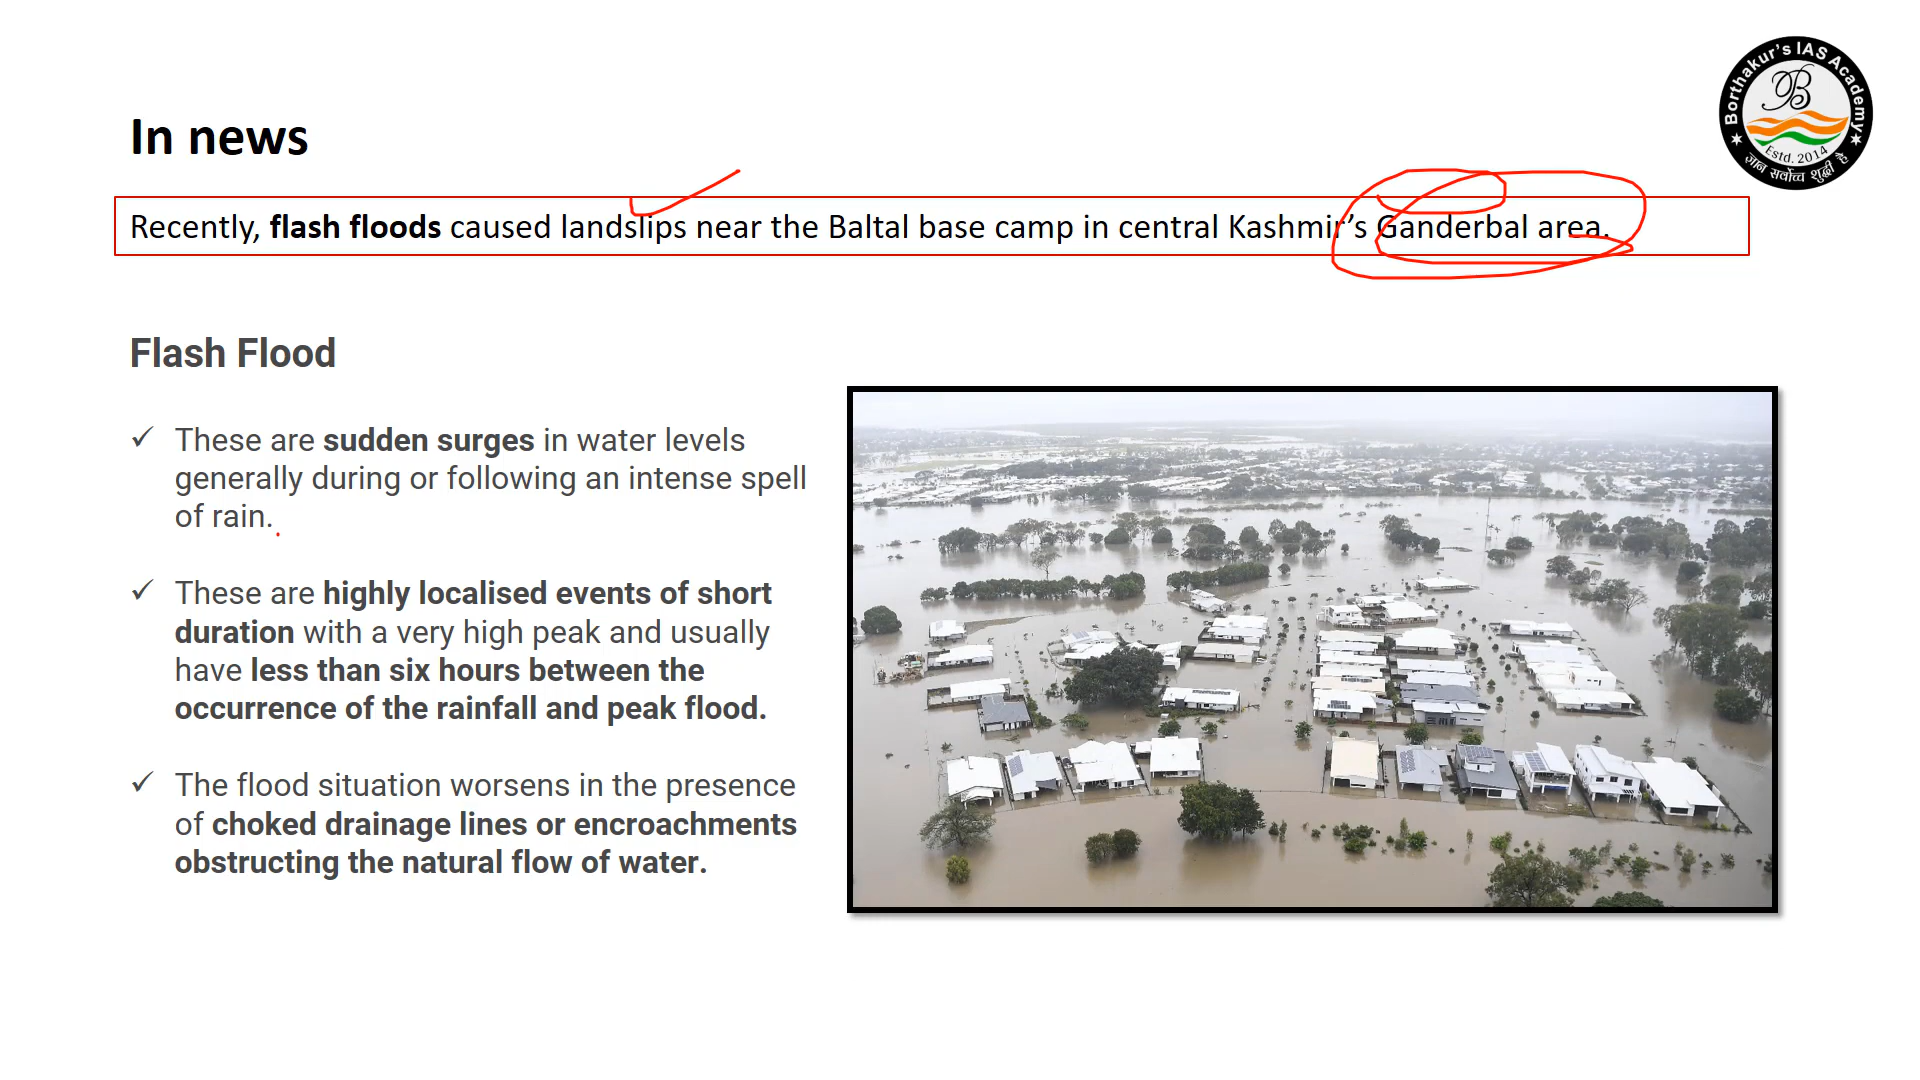 Borthakur's IAS Academy
Estd. 2014
ज्ञान सर्वोच्च शुद्धी है
In news
Recently, flash floods caused landslips near the Baltal base camp in central Kashmir’s Ganderbal area.
Flash Flood
✓ These are sudden surges in water levels
generally during or following an intense spell
of rain.
✓ These are highly localised events of short
duration with a very high peak and usually
have less than six hours between the
occurrence of the rainfall and peak flood.
✓ The flood situation worsens in the presence
of choked drainage lines or encroachments
obstructing the natural flow of water.